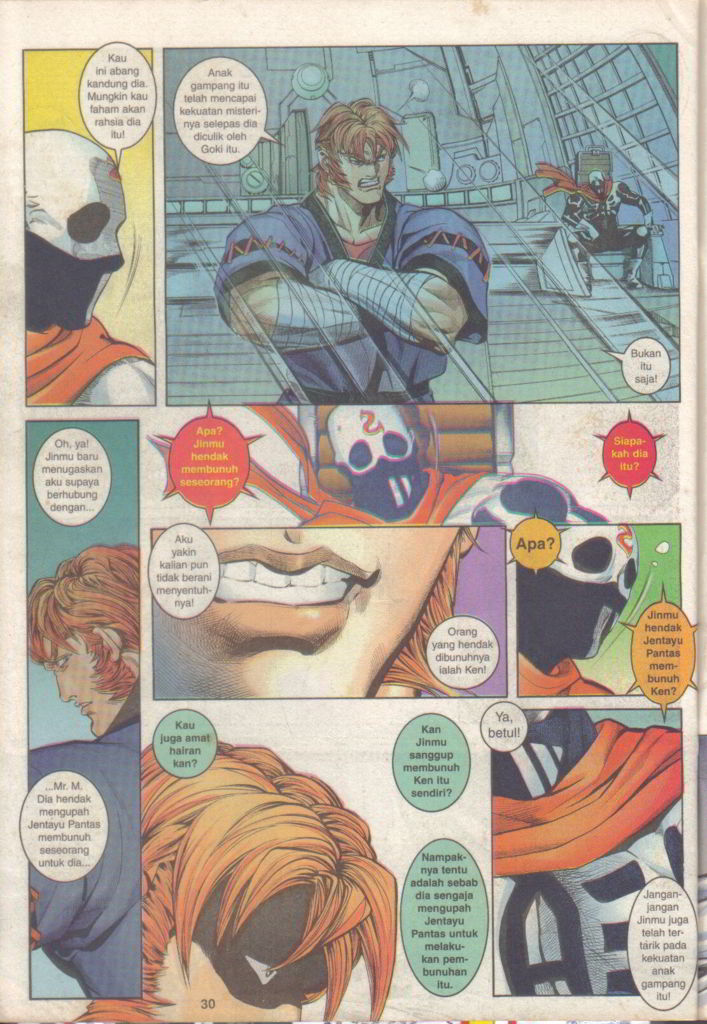 Kau
ini abang
kandung dia.
Mungkin kau
faham akan
rahsia dia
itu!
Anak
gampang itu
telah mencapai
kekuatan misteri-
nya selepas dia
diculik oleh
Goki itu.
Bukan
itu
saja!
Oh, ya!
Jinmu baru
menugaskan
aku supaya
berhubung
dengan...
...Mr. M.
Dia hendak
mengupah
Jentayu Pantas
membunuh
seseorang
untuk dia...
Apa?
Jinmu
hendak
membunuh
seseorang?
Siapa-
kah dia
itu?
Aku
yakin
kalian pun
tidak berani
menyentuh-
nya!
Orang
yang hendak
dibunuhnya
ialah Ken!
Apa?
Jinmu
hendak
Jentayu
Pantas
mem-
bunuh
Ken?
Ya,
betul!
Kau
juga amat
hairan
kan?
Kan
Jinmu
sanggup
membunuh
Ken itu
sendiri?
Nampak-
nya tentu
adalah sebab
dia sengaja
mengupah
Jentayu
Pantas untuk
melaku-
kan pem-
bunuhan
itu.
Jangan-
jangan
Jinmu juga
telah ter-
tarik pada
kekuatan
anak
gampang
itu!
30